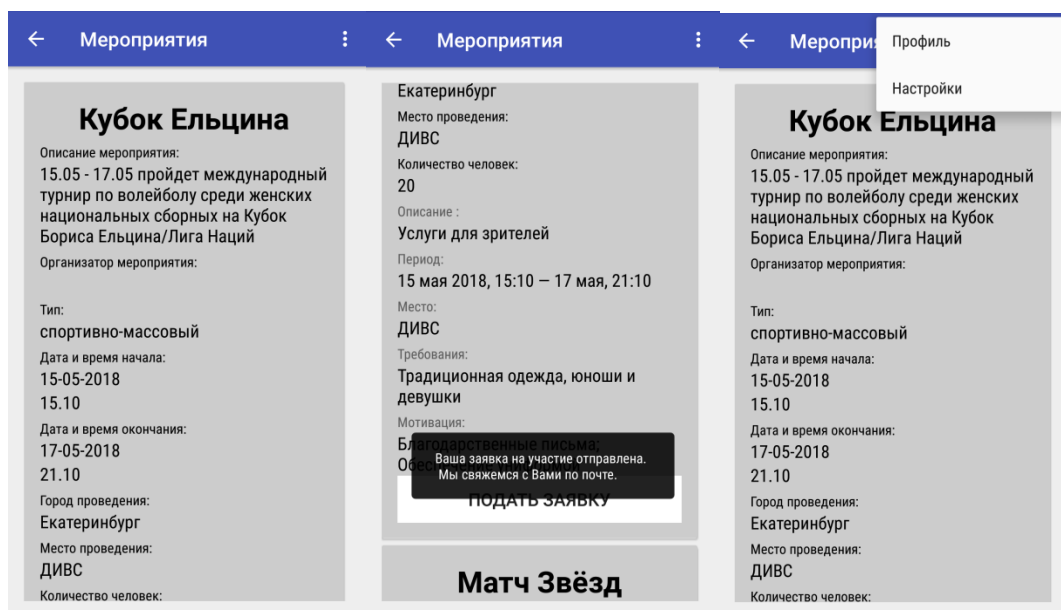 Мероприятия
Кубок Ельцина
Описание мероприятия:
15.05 - 17.05 пройдет международный
турнир по волейболу среди женских
национальных сборных на Кубок
Бориса Ельцина/Лига Наций
Организатор мероприятия:
Тип:
спортивно-массовый
Дата и время начала:
15-05-2018
15.10
Дата и время окончания:
17-05-2018
21.10
Город проведения:
Екатеринбург
Место проведения:
ДИВС
Количество человек:
Мероприятия
Екатеринбург
Место проведения:
ДИВС
Количество человек:
20
Описание :
Услуги для зрителей
Период:
15 мая 2018, 15:10 — 17 мая, 21:10
Место:
ДИВС
Требования:
Традиционная одежда, юноши и
девушки
Мотивация:
Благодарственные письма;
Обеспечение униформой
Ваша заявка на участие отправлена.
Мы свяжемся с Вами по почте.
ПОДАТЬ ЗАЯВКУ
Матч Звёзд
Меропри
Профиль
Настройки
Кубок Ельцина
Описание мероприятия:
15.05 - 17.05 пройдет международный
турнир по волейболу среди женских
национальных сборных на Кубок
Бориса Ельцина/Лига Наций
Организатор мероприятия:
Тип:
спортивно-массовый
Дата и время начала:
15-05-2018
15.10
Дата и время окончания:
17-05-2018
21.10
Город проведения:
Екатеринбург
Место проведения:
ДИВС
Количество человек: